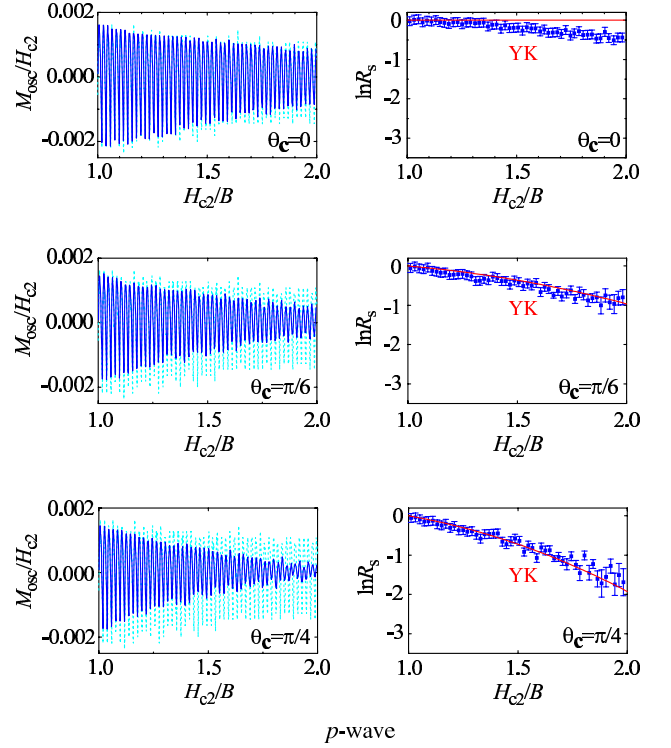 0.002
0.000
-0.002
M_osc/H_c2
1.0 1.5 2.0
H_c2/B
θ_c=0
0
-1
-2
-3
lnR_s
YK
θ_c=0
1.0 1.5 2.0
H_c2/B
0.002
0.000
-0.002
M_osc/H_c2
θ_c=π/6
1.0 1.5 2.0
H_c2/B
0
-1
-2
-3
lnR_s
YK
θ_c=π/6
1.0 1.5 2.0
H_c2/B
0.002
0.000
-0.002
M_osc/H_c2
θ_c=π/4
1.0 1.5 2.0
H_c2/B
0
-1
-2
-3
lnR_s
YK
θ_c=π/4
1.0 1.5 2.0
H_c2/B
p-wave